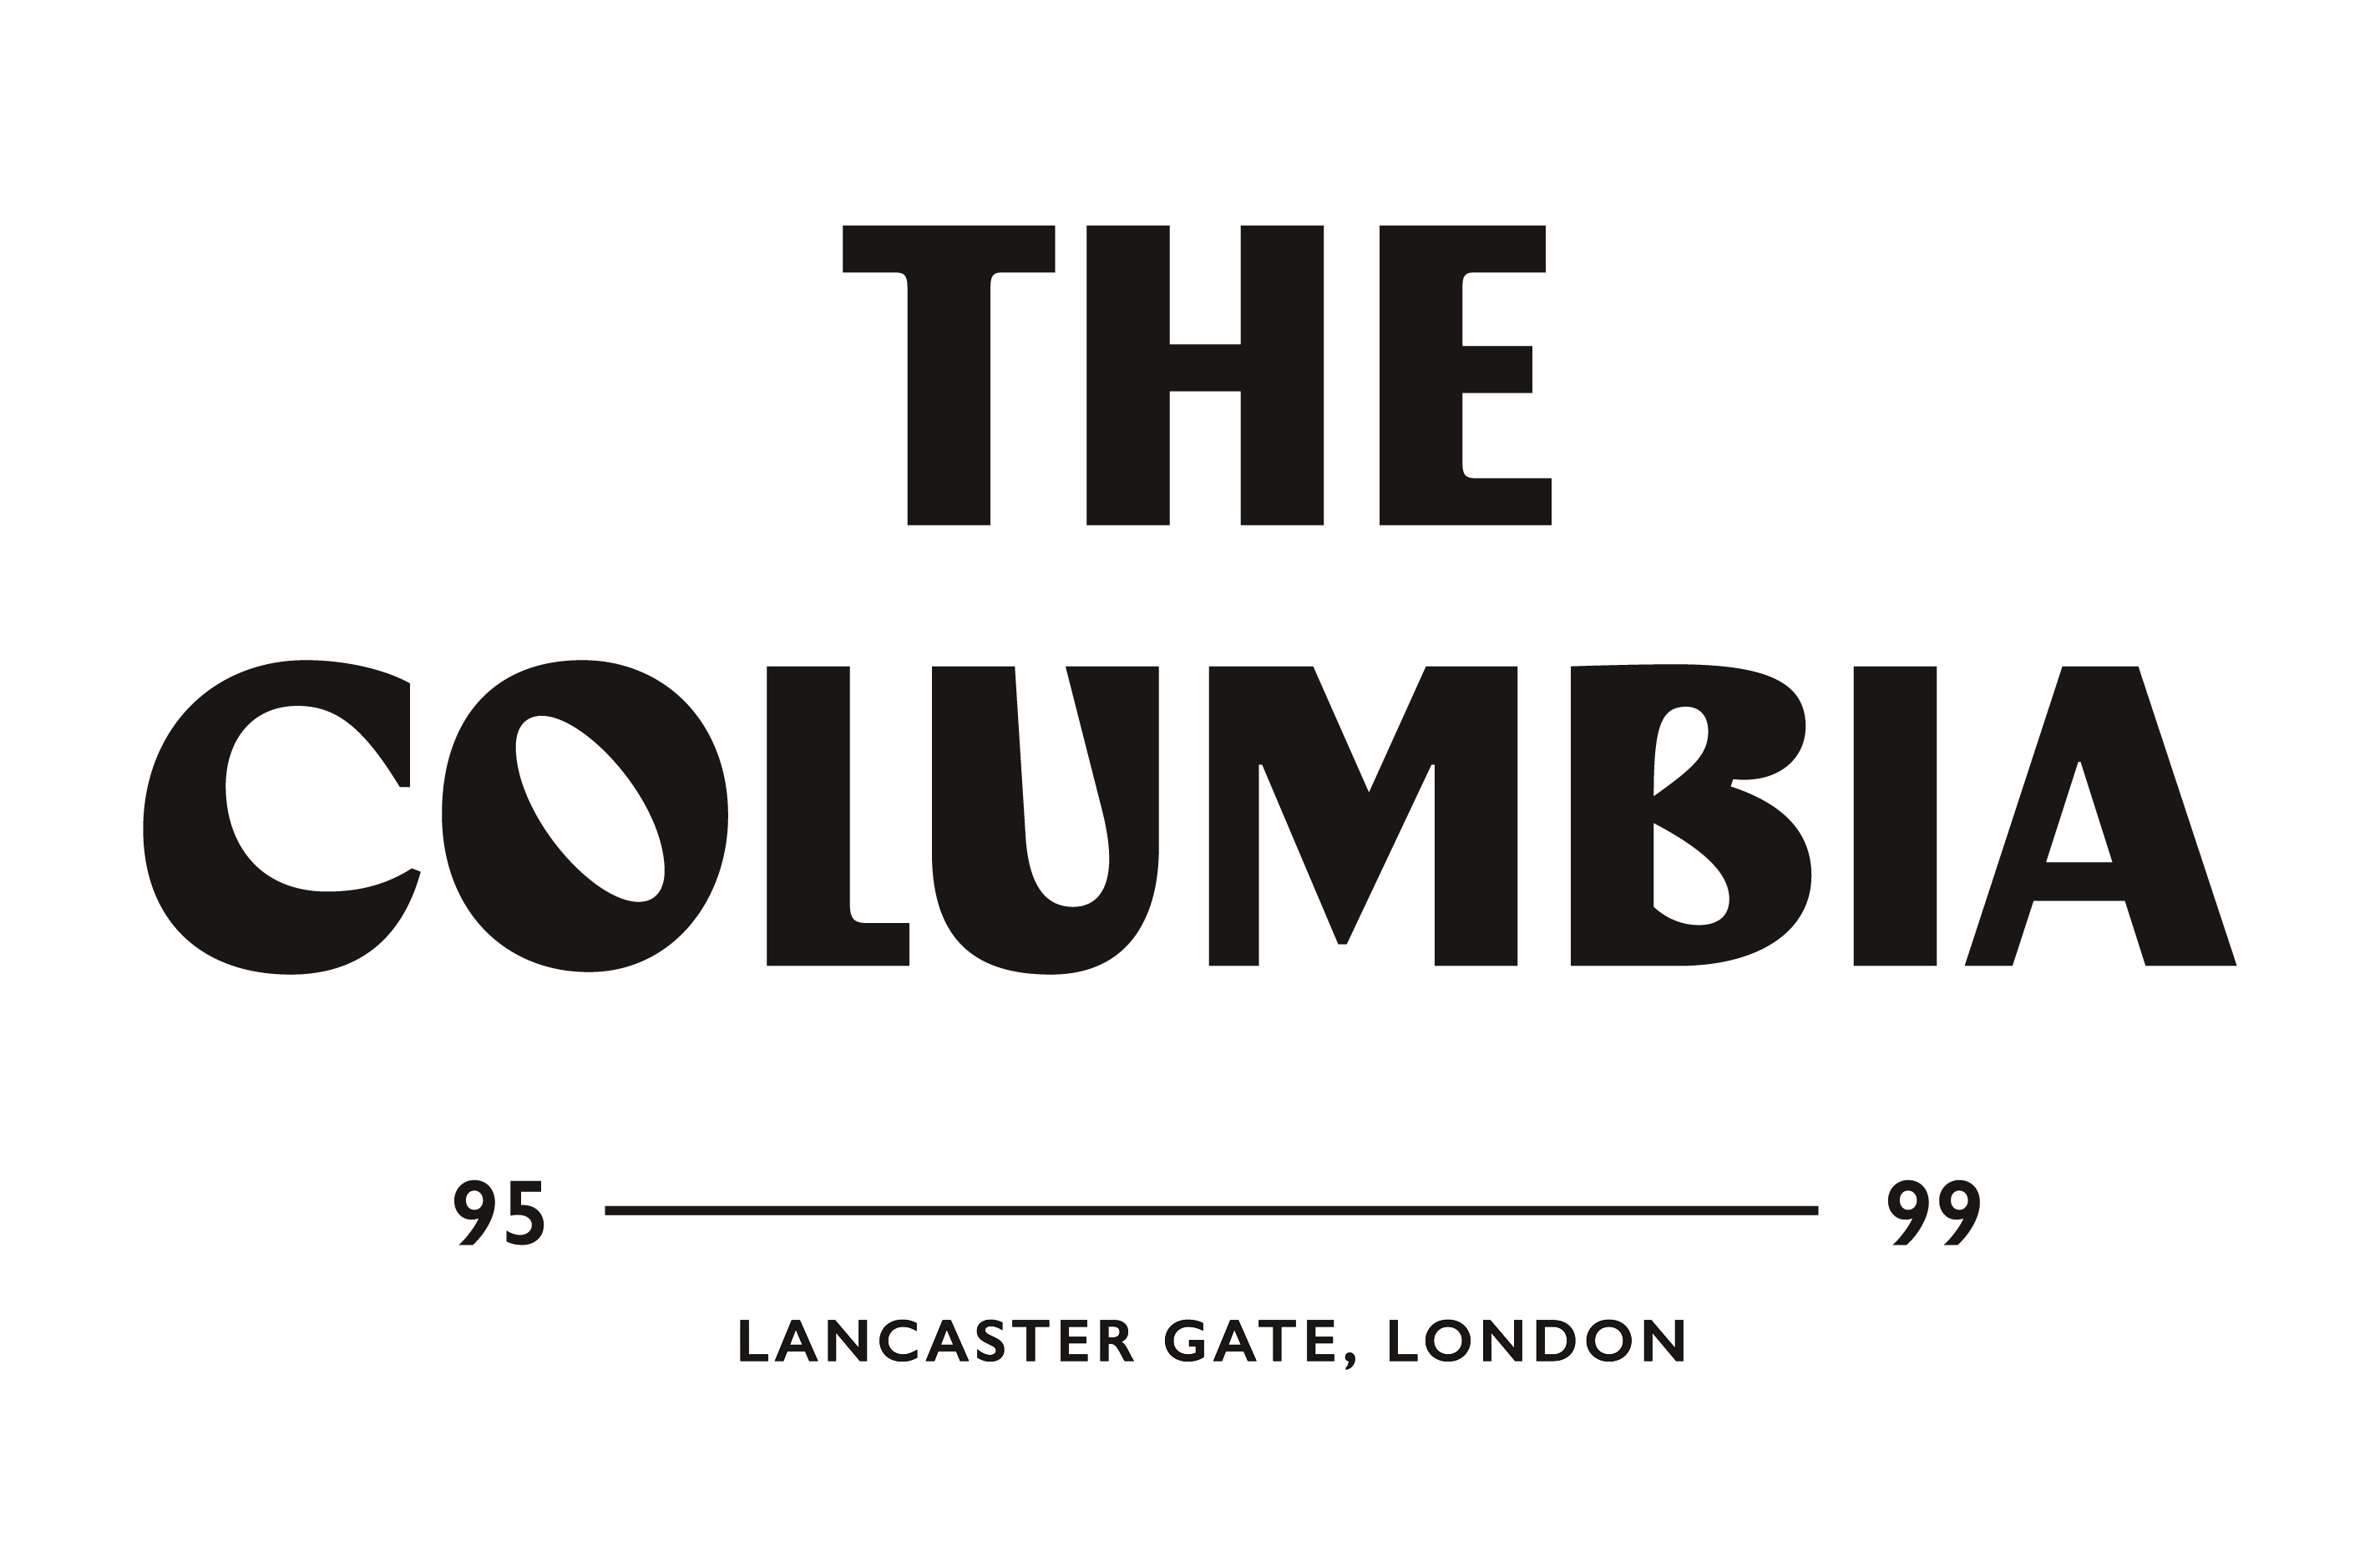 THE
COLUMBIA
95 99
LANCASTER GATE, LONDON